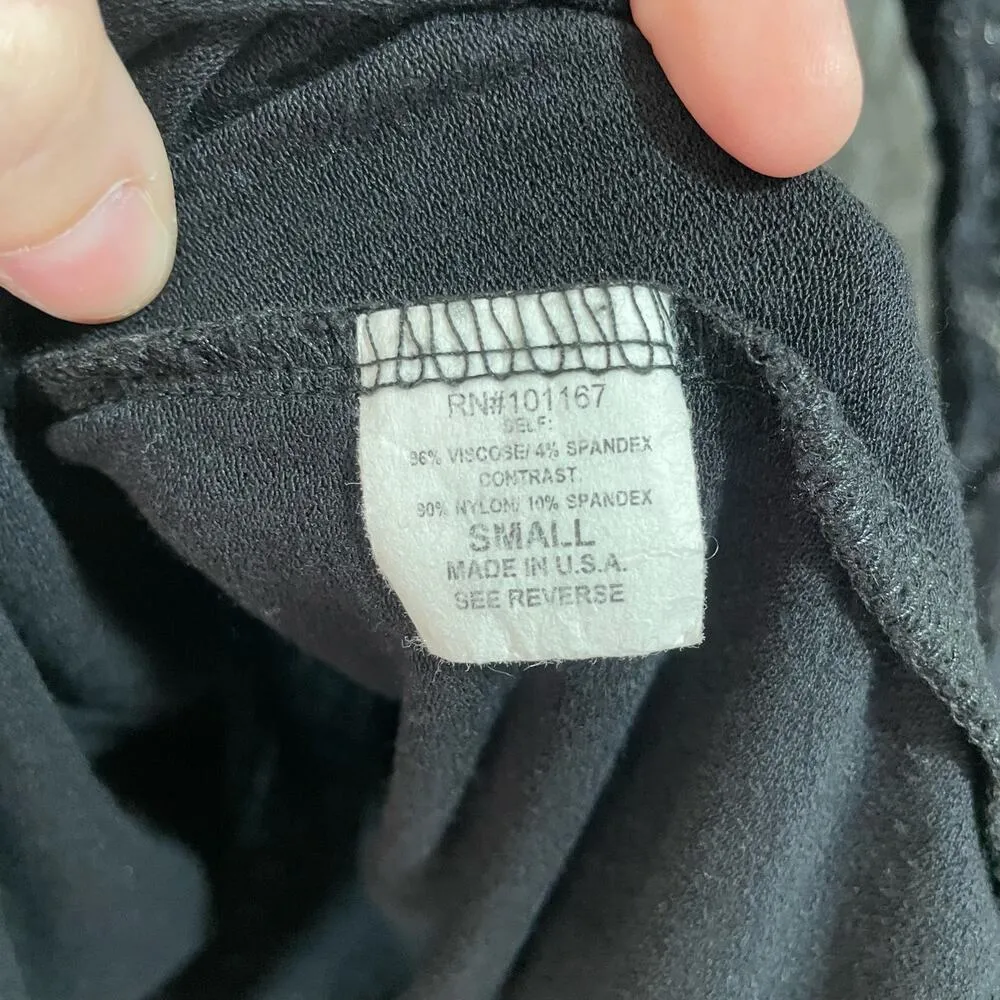 RN#101167
SELF:
96% VISCOSE/ 4% SPANDEX
CONTRAST:
90% NYLON/ 10% SPANDEX
SMALL
MADE IN U.S.A.
SEE REVERSE